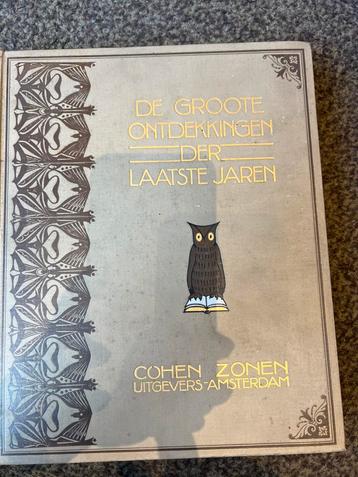 DE GROOTE
ONTDEKKINGEN
DER
LAATSTE JAREN
COHEN ZONEN
UITGEVERS-AMSTERDAM